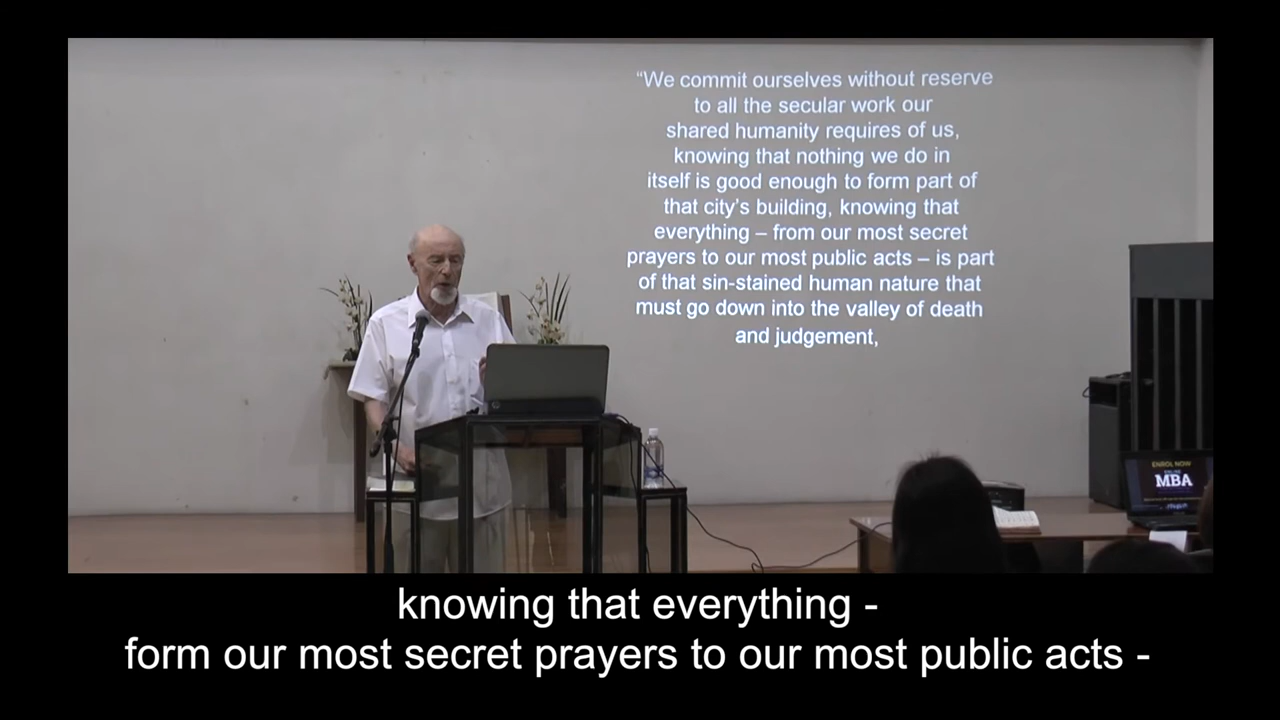 “We commit ourselves without reserve
to all the secular work our
shared humanity requires of us,
knowing that nothing we do in
itself is good enough to form part of
that city’s building, knowing that
everything – from our most secret
prayers to our most public acts – is part
of that sin-stained human nature that
must go down into the valley of death
and judgement,
ENROL NOW
MBA
knowing that everything -
form our most secret prayers to our most public acts -